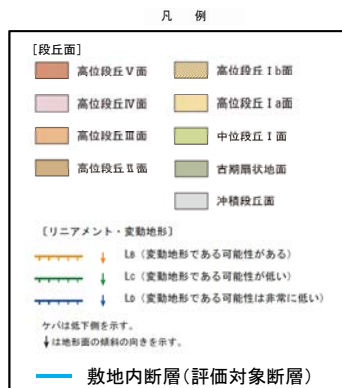 凡 例
[段丘面]
高位段丘Ⅴ面
高位段丘Ⅳ面
高位段丘Ⅲ面
高位段丘Ⅱ面
高位段丘Ⅰb面
高位段丘Ⅰa面
中位段丘Ⅰ面
古期扇状地面
沖積段丘面
[リニアメント・変動地形]
LB (変動地形である可能性がある)
LC (変動地形である可能性が低い)
LD (変動地形である可能性は非常に低い)
ケバは低下側を示す。
↓は地形面の傾斜の向きを示す。
敷地内断層(評価対象断層)